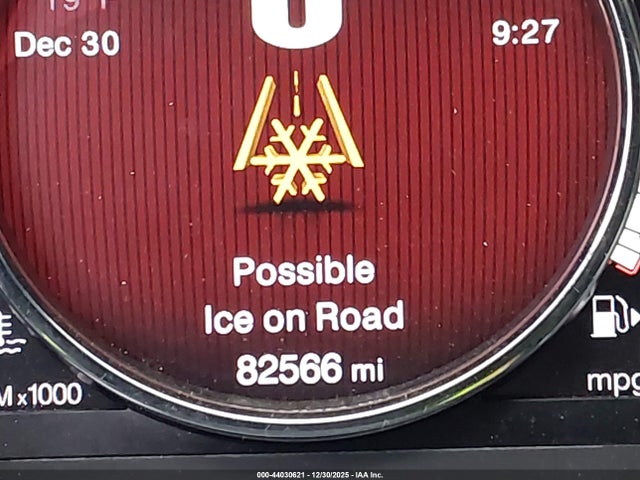 Dec 30
9:27
Possible
Ice on Road
82566 mi
x1000
mpg
000-44030621 - 12/30/2025 - IAA Inc.